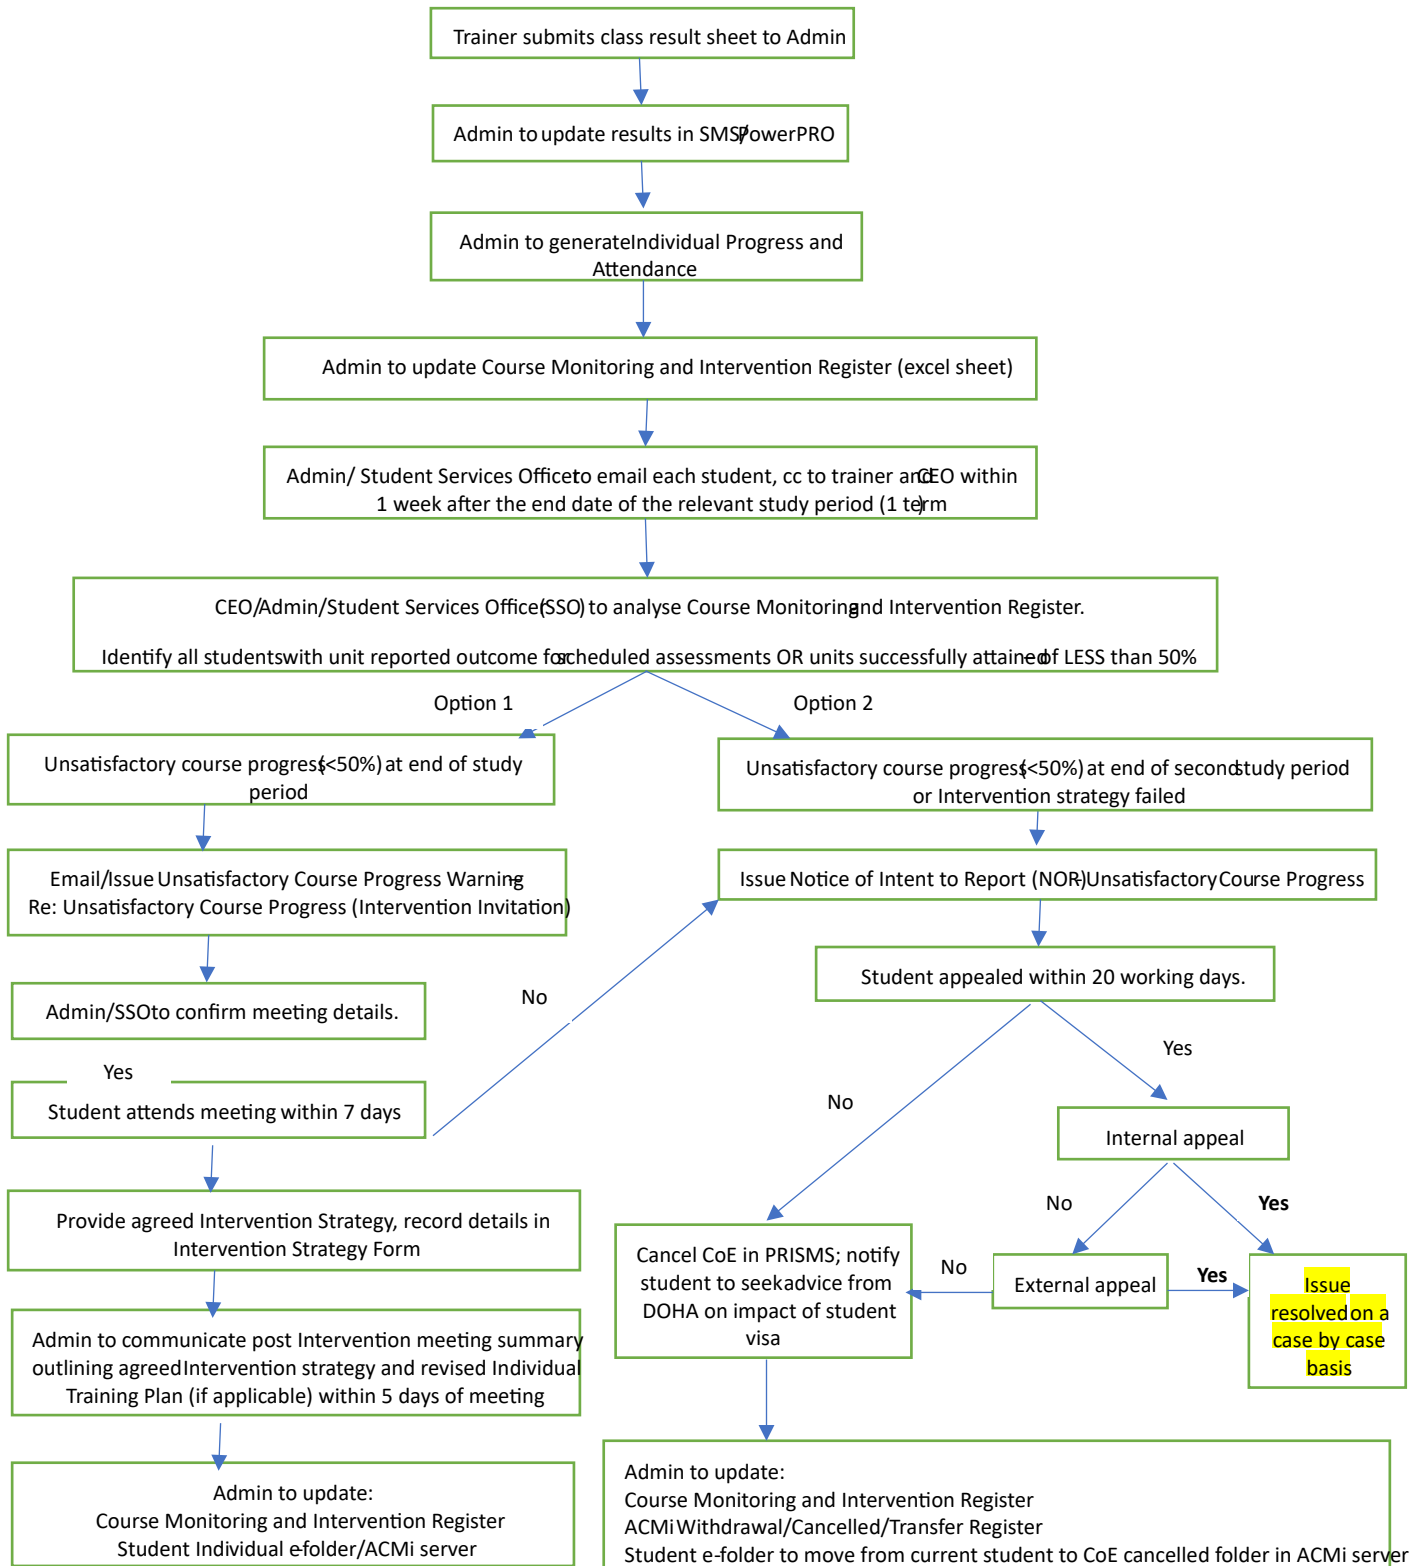 Trainer submits class result sheet to Admin
Admin to update results in SMS/PowerPRO
Admin to generate Individual Progress and
Attendance
Admin to update Course Monitoring and Intervention Register (excel sheet)
Admin/ Student Services Officer to email each student, cc to trainer and CEO within
1 week after the end date of the relevant study period (1 term)
CEO/Admin/Student Services Officer (SSO) to analyse Course Monitoring and Intervention Register.
Identify all students with unit reported outcome for scheduled assessments OR units successfully attained – of LESS than 50%
Option 1
Option 2
Unsatisfactory course progress (<50%) at end of study
period
Unsatisfactory course progress (<50%) at end of second study period
or Intervention strategy failed
Email/Issue Unsatisfactory Course Progress Warning –
Re: Unsatisfactory Course Progress (Intervention Invitation)
Issue Notice of Intent to Report (NOR)-Unsatisfactory Course Progress
Admin/SSO to confirm meeting details.
No
Student appealed within 20 working days.
Yes
Student attends meeting within 7 days
No
Yes
Internal appeal
Provide agreed Intervention Strategy, record details in
Intervention Strategy Form
No
Yes
Cancel CoE in PRISMS; notify
student to seek advice from
DOHA on impact of student
visa
No
External appeal
Yes
Issue
resolved on a
case by case
basis
Admin to communicate post Intervention meeting summary
outlining agreed Intervention strategy and revised Individual
Training Plan (if applicable) within 5 days of meeting
Admin to update:
Course Monitoring and Intervention Register
Student Individual e-folder/ACMi server
Admin to update:
Course Monitoring and Intervention Register
ACMi Withdrawal/Cancelled/Transfer Register
Student e-folder to move from current student to CoE cancelled folder in ACMi server